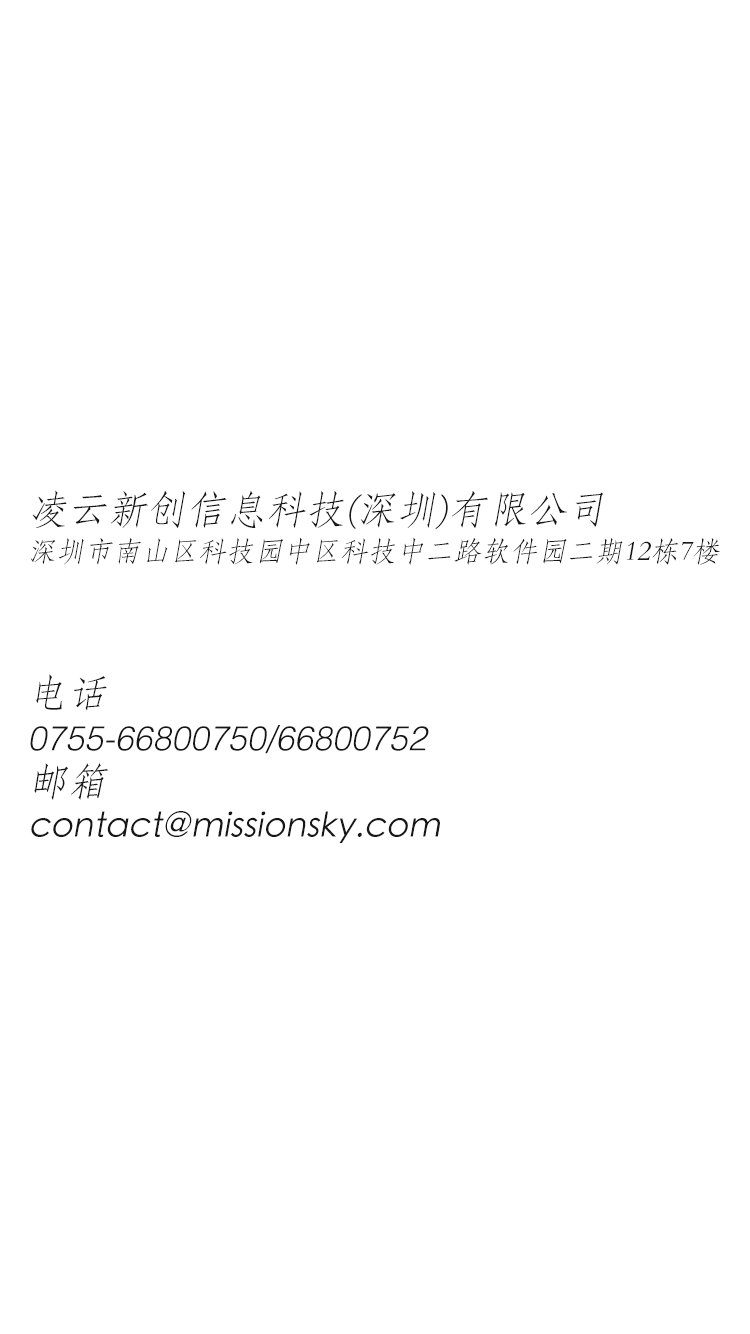 凌云新创信息科技(深圳)有限公司
深圳市南山区科技园中区科技中二路软件园二期12栋7楼
电话
0755-66800750/66800752
邮箱
contact@missionsky.com